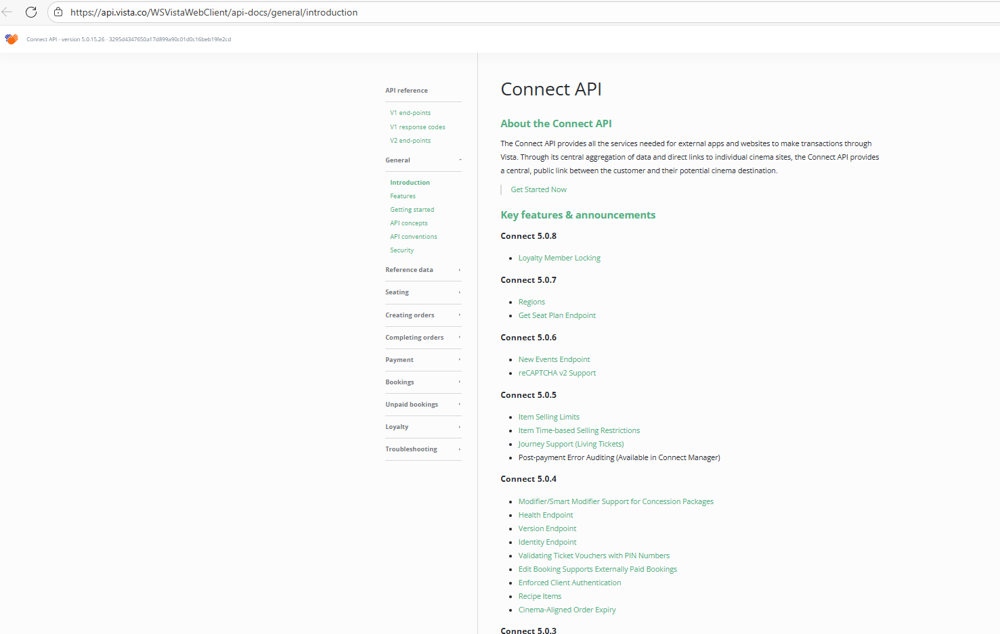 https://api.vista.co/WSVistaWebClient/api-docs/general/introduction
Connect API - version 5.0.15.26 - 3295d4347650a17d899a90c01d0c16beb19fe2cd
API reference
V1 end-points
V1 response codes
V2 end-points
General
Introduction
Features
Getting started
API concepts
API conventions
Security
Reference data
Seating
Creating orders
Completing orders
Payment
Bookings
Unpaid bookings
Loyalty
Troubleshooting
Connect API
About the Connect API
The Connect API provides all the services needed for external apps and websites to make transactions through
Vista. Through its central aggregation of data and direct links to individual cinema sites, the Connect API provides
a central, public link between the customer and their potential cinema destination.
Get Started Now
Key features & announcements
Connect 5.0.8
Loyalty Member Locking
Connect 5.0.7
Regions
Get Seat Plan Endpoint
Connect 5.0.6
New Events Endpoint
reCAPTCHA v2 Support
Connect 5.0.5
Item Selling Limits
Item Time-based Selling Restrictions
Journey Support (Living Tickets)
Post-payment Error Auditing (Available in Connect Manager)
Connect 5.0.4
Modifier/Smart Modifier Support for Concession Packages
Health Endpoint
Version Endpoint
Identity Endpoint
Validating Ticket Vouchers with PIN Numbers
Edit Booking Supports Externally Paid Bookings
Enforced Client Authentication
Recipe Items
Cinema-Aligned Order Expiry
Connect 5.0.3